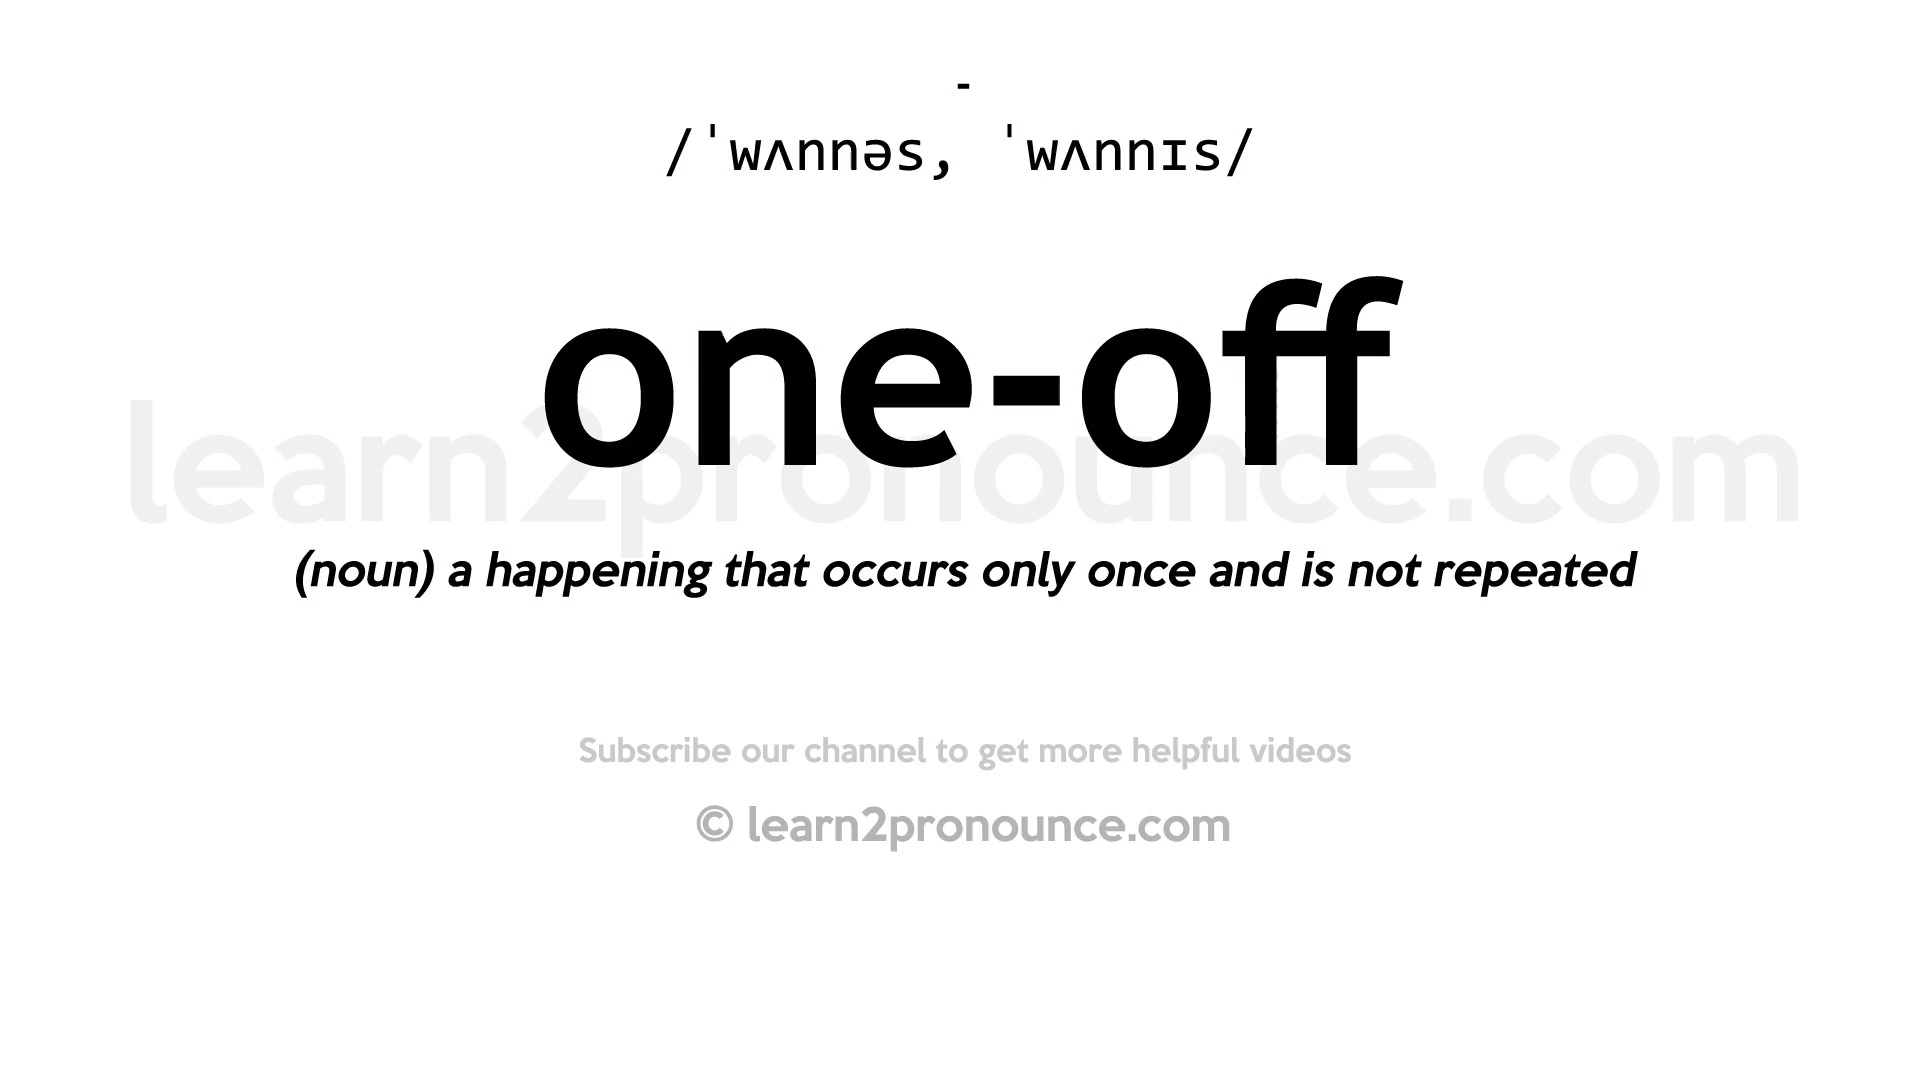 -
/ˈwʌnnəs, ˈwʌnnɪs/
one-off
learn2pronounce.com
(noun) a happening that occurs only once and is not repeated
Subscribe our channel to get more helpful videos
© learn2pronounce.com